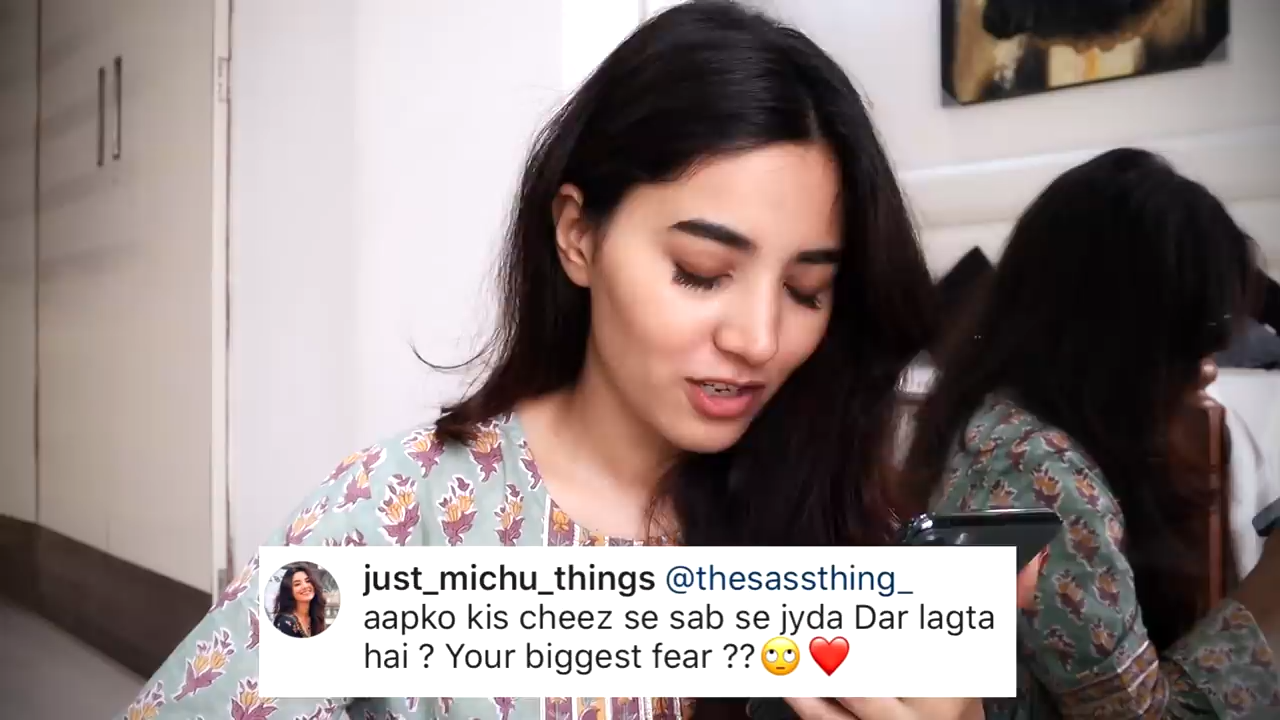 just_michu_things @thesassthing_
aapko kis cheez se sab se jyda Dar lagta
hai ? Your biggest fear ??🙄❤️